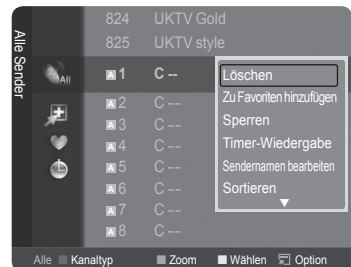 Alle Sender
824 UKTV Gold
825 UKTV style
All
A 1 C --
A 2 C --
A 3 C --
A 4 C --
A 5 C --
A 6 C --
A 7 C --
A 8 C --
Löschen
Zu Favoriten hinzufügen
Sperren
Timer-Wiedergabe
Sendernamen bearbeiten
Sortieren
Alle Kanaltyp Zoom Wählen Option